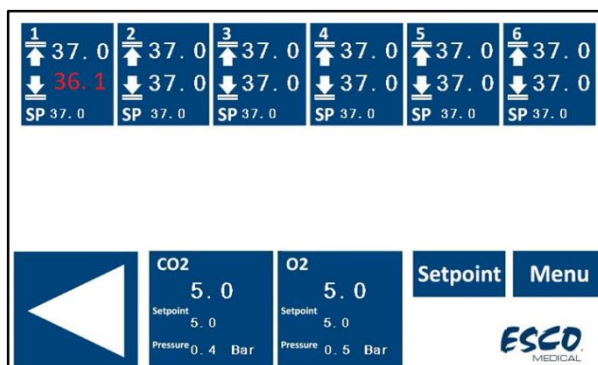 1 37.0
36.1
SP 37.0
2 37.0
37.0
SP 37.0
3 37.0
37.0
SP 37.0
4 37.0
37.0
SP 37.0
5 37.0
37.0
SP 37.0
6 37.0
37.0
SP 37.0
CO2
5.0
Setpoint
5.0
Pressure 0.4 Bar
O2
5.0
Setpoint
5.0
Pressure 0.5 Bar
Setpoint
Menu
ESCO
MEDICAL